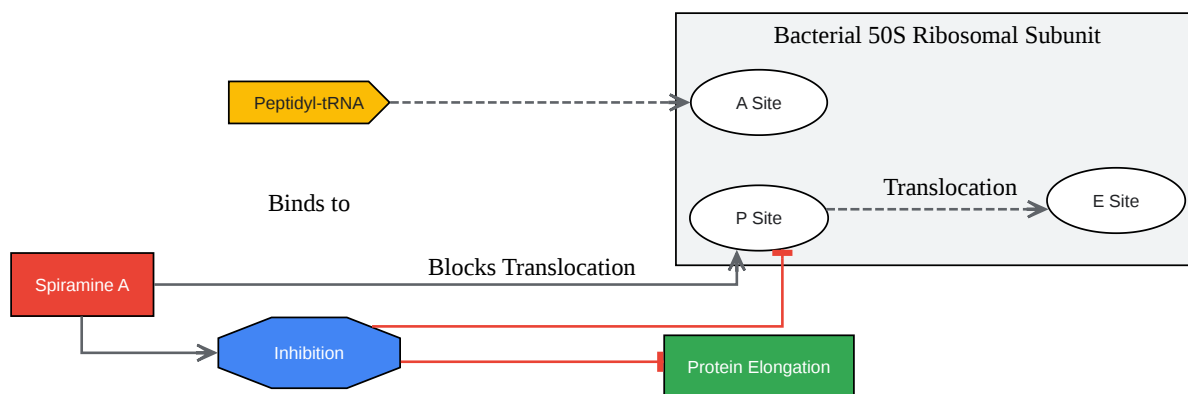 Bacterial 50S Ribosomal Subunit
Peptidyl-tRNA
A Site
Binds to
Translocation
P Site
E Site
Blocks Translocation
Spiramine A
Inhibition
Protein Elongation